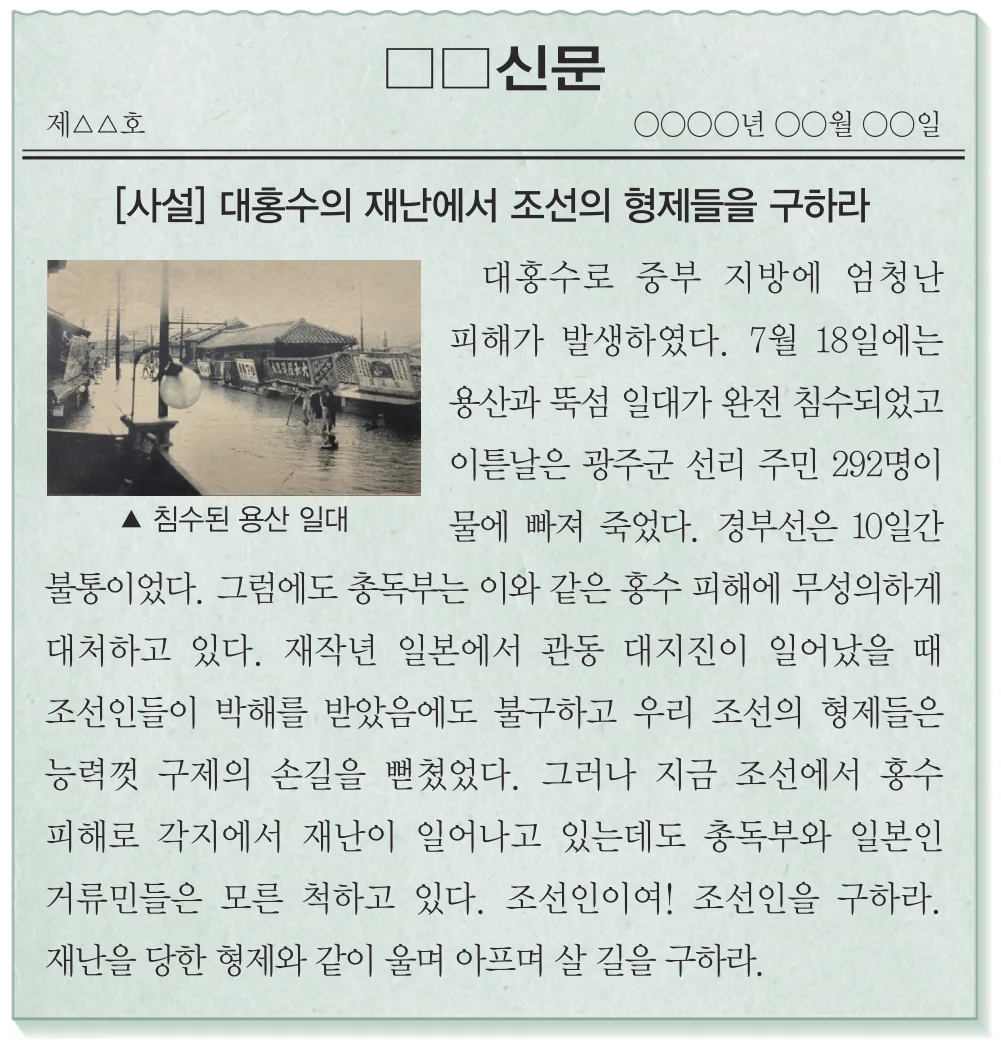 □□신문
제△△호
○○○○년 ○○월 ○○일
[사설] 대홍수의 재난에서 조선의 형제들을 구하라
▲ 침수된 용산 일대
대홍수로 중부 지방에 엄청난
피해가 발생하였다. 7월 18일에는
용산과 뚝섬 일대가 완전 침수되었고
이튿날은 광주군 선리 주민 292명이
물에 빠져 죽었다. 경부선은 10일간
불통이었다. 그럼에도 총독부는 이와 같은 홍수 피해에 무성의하게
대처하고 있다. 재작년 일본에서 관동 대지진이 일어났을 때
조선인들이 박해를 받았음에도 불구하고 우리 조선의 형제들은
능력껏 구제의 손길을 뻗쳤었다. 그러나 지금 조선에서 홍수
피해로 각지에서 재난이 일어나고 있는데도 총독부와 일본인
거류민들은 모른 척하고 있다. 조선인이여! 조선인을 구하라.
재난을 당한 형제와 같이 울며 아프며 살 길을 구하라.